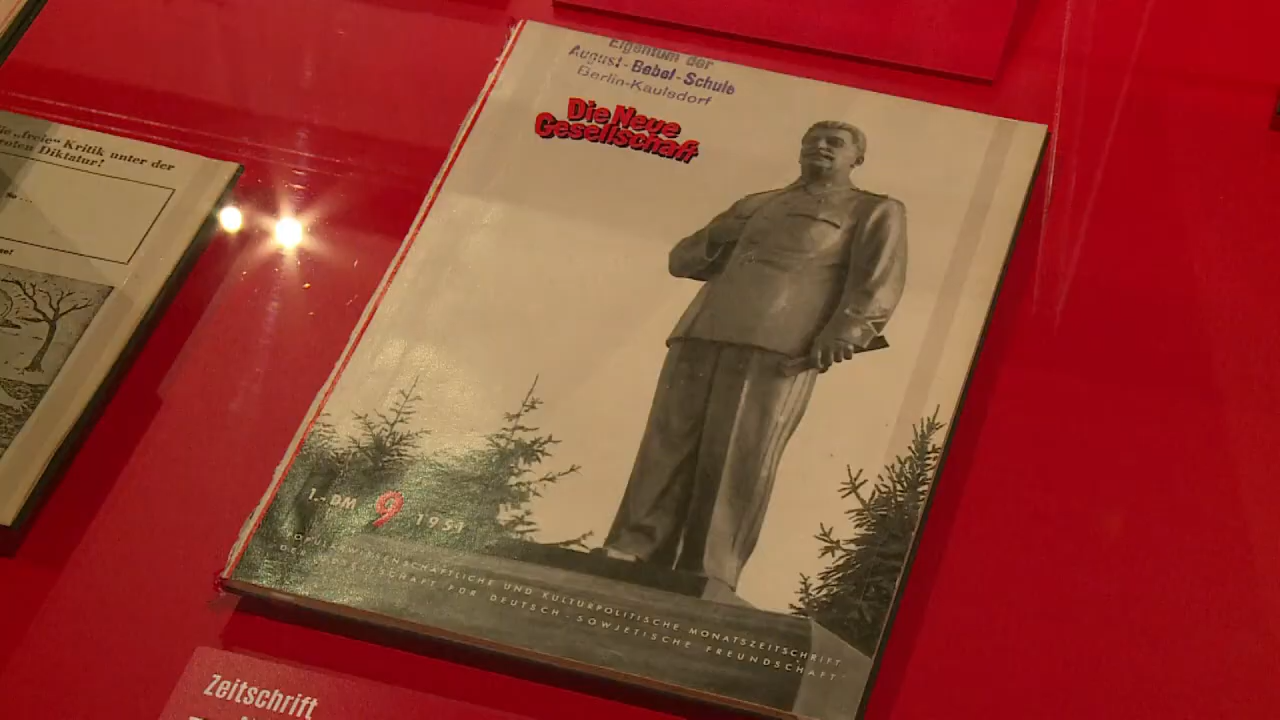 Eigentum der
August-Bebel-Schule
Berlin-Kaulsdorf
Die Neue
Gesellschaft
1.- DM 9 1951
POPULÄRWISSENSCHAFTLICHE UND KULTURPOLITISCHE MONATSZEITSCHRIFT
DER GESELLSCHAFT FÜR DEUTSCH-SOWJETISCHE FREUNDSCHAFT
„freie“ Kritik unter der
roten Diktatur!
Zeitschrift